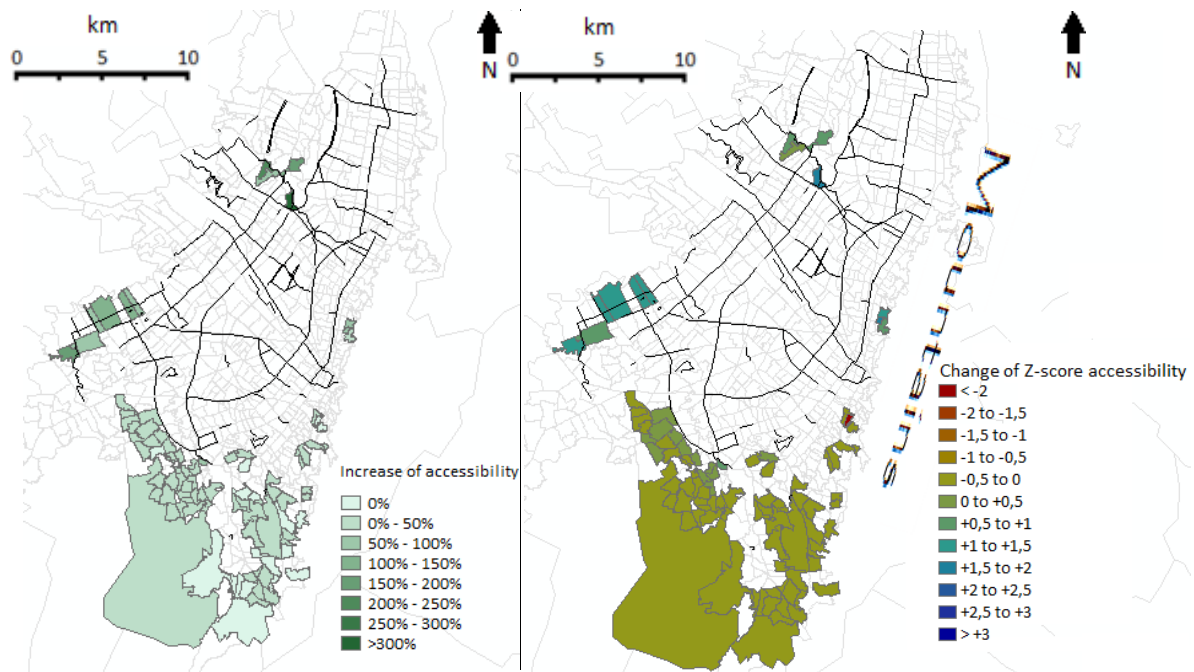 km
0 5 10
N
Increase of accessibility
0%
0% - 50%
50% - 100%
100% - 150%
150% - 200%
200% - 250%
250% - 300%
>300%
km
0 5 10
N
Mountains
Change of Z-score accessibility
< -2
-2 to -1,5
-1,5 to -1
-1 to -0,5
-0,5 to 0
0 to +0,5
+0,5 to +1
+1 to +1,5
+1,5 to +2
+2 to +2,5
+2,5 to +3
> +3